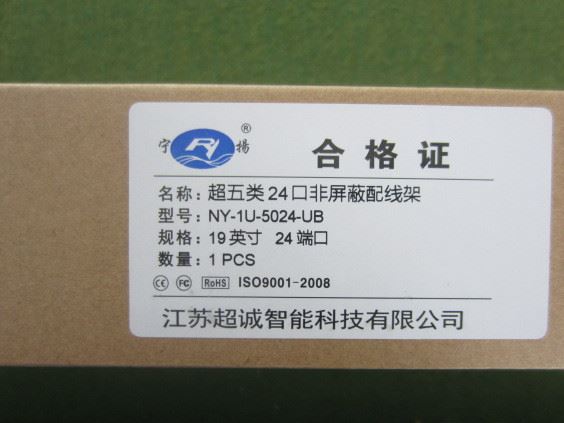 宁 RY 揚 ®
合格证
名称：超五类24口非屏蔽配线架
型号：NY-1U-5024-UB
规格：19英寸 24端口
数量：1 PCS
CE FC RoHS ISO9001-2008
江苏超诚智能科技有限公司